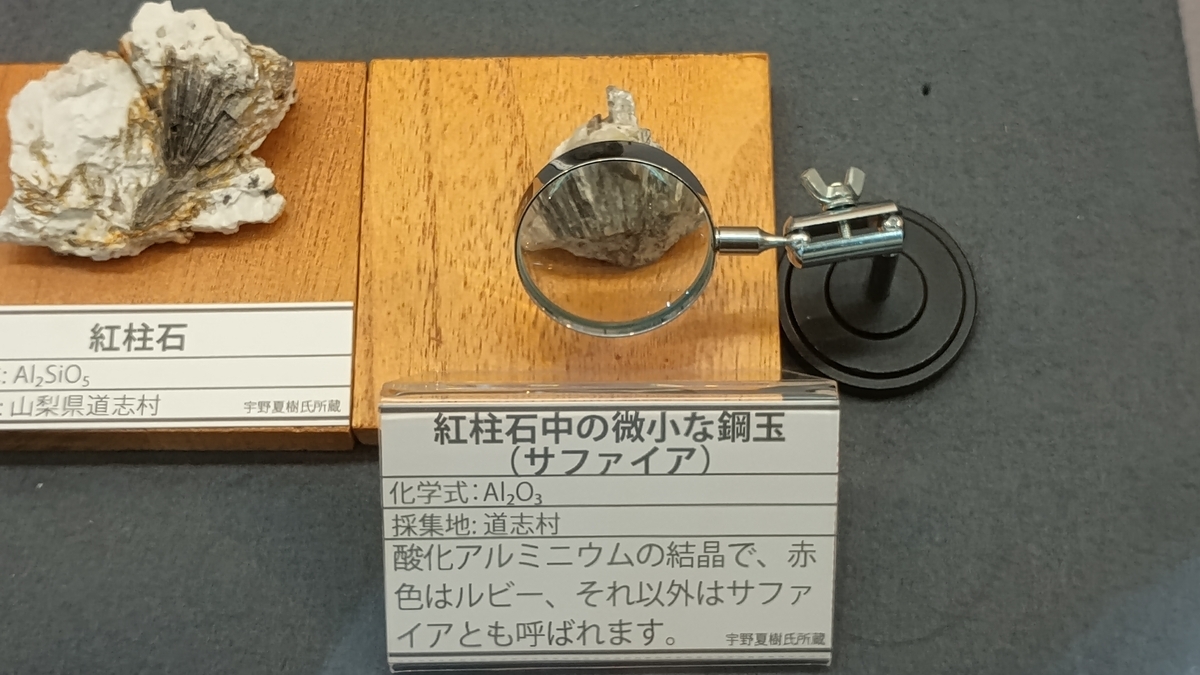 紅柱石
: Al₂SiO₅
: 山梨県道志村
宇野夏樹氏所蔵
紅柱石中の微小な鋼玉
（サファイア）
化学式：Al₂O₃
採集地: 道志村
酸化アルミニウムの結晶で、赤
色はルビー、それ以外はサファ
イアとも呼ばれます。
宇野夏樹氏所蔵